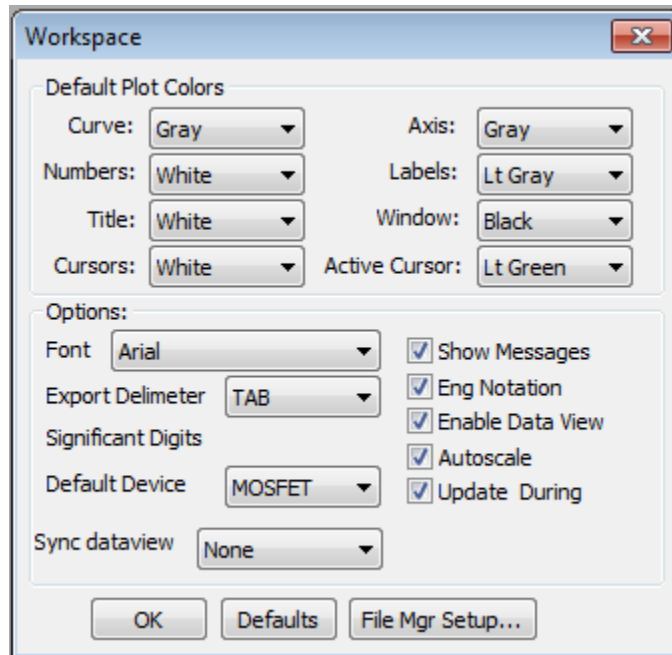 Workspace
Default Plot Colors
Curve: Gray Axis: Gray
Numbers: White Labels: Lt Gray
Title: White Window: Black
Cursors: White Active Cursor: Lt Green
Options:
Font Arial Show Messages
Export Delimeter TAB Eng Notation
Enable Data View
Significant Digits
Autoscale
Default Device MOSFET Update During
Sync dataview None
OK Defaults File Mgr Setup...